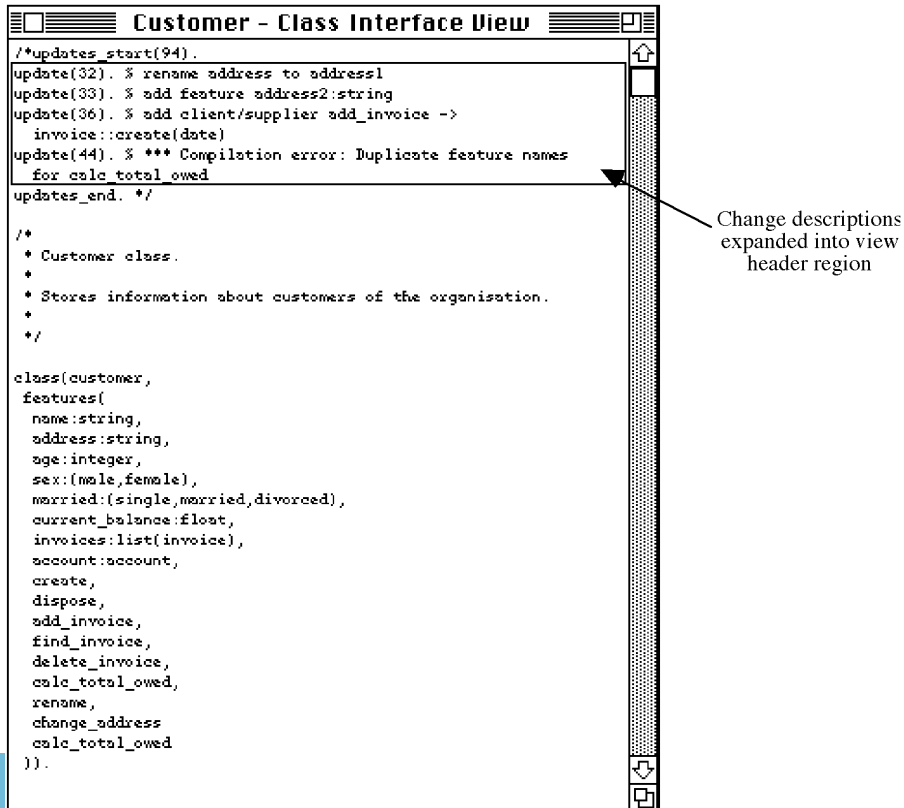 Customer - Class Interface View
/*updates_start(94).
update(32). % rename address to address1
update(33). % add feature address2:string
update(36). % add client/supplier add_invoice ->
invoice::create(date)
update(44). % *** Compilation error: Duplicate feature names
for calc_total_owed
updates_end. */
/*
* Customer class.
*
* Stores information about customers of the organisation.
*
*/
class(customer,
features(
name:string,
address:string,
age:integer,
sex:(male,female),
married:(single,married,divorced),
current_balance:float,
invoices:list(invoice),
account:account,
create,
dispose,
add_invoice,
find_invoice,
delete_invoice,
calc_total_owed,
rename,
change_address
calc_total_owed
)).
Change descriptions
expanded into view
header region